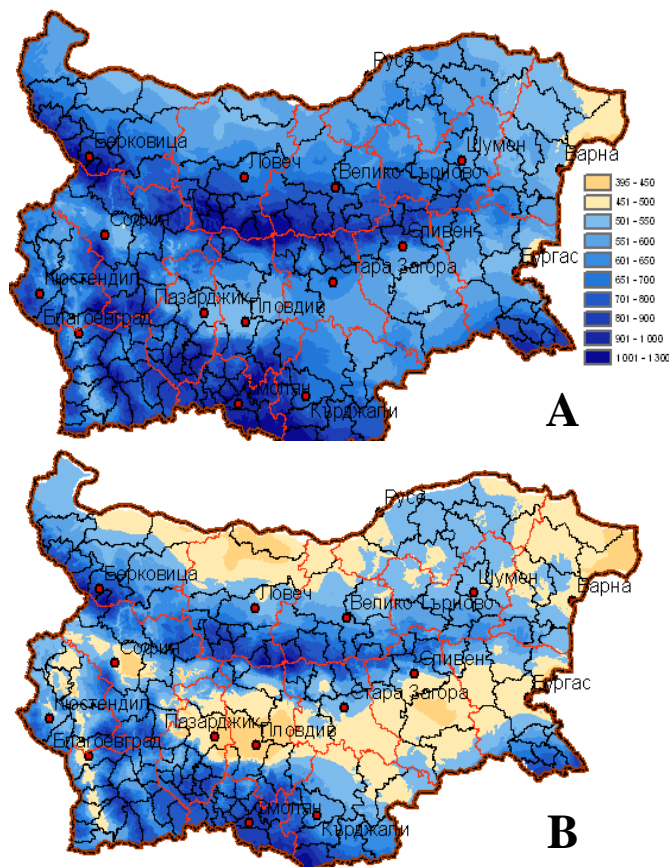 Русе
Берковица
Ловеч
Шумен
Велико Търново
Варна
395 - 450
451 - 500
501 - 550
551 - 600
601 - 650
651 - 700
701 - 800
801 - 900
901 - 1000
1001 - 1300
София
Сливен
Бургас
Кюстендил
Стара Загора
Пазарджик
Пловдив
Благоевград
Смолян
Кърджали
A
Русе
Берковица
Ловеч
Шумен
Велико Търново
Варна
София
Сливен
Бургас
Стара Загора
Кюстендил
Пазарджик
Пловдив
Благоевград
Смолян
Кърджали
B